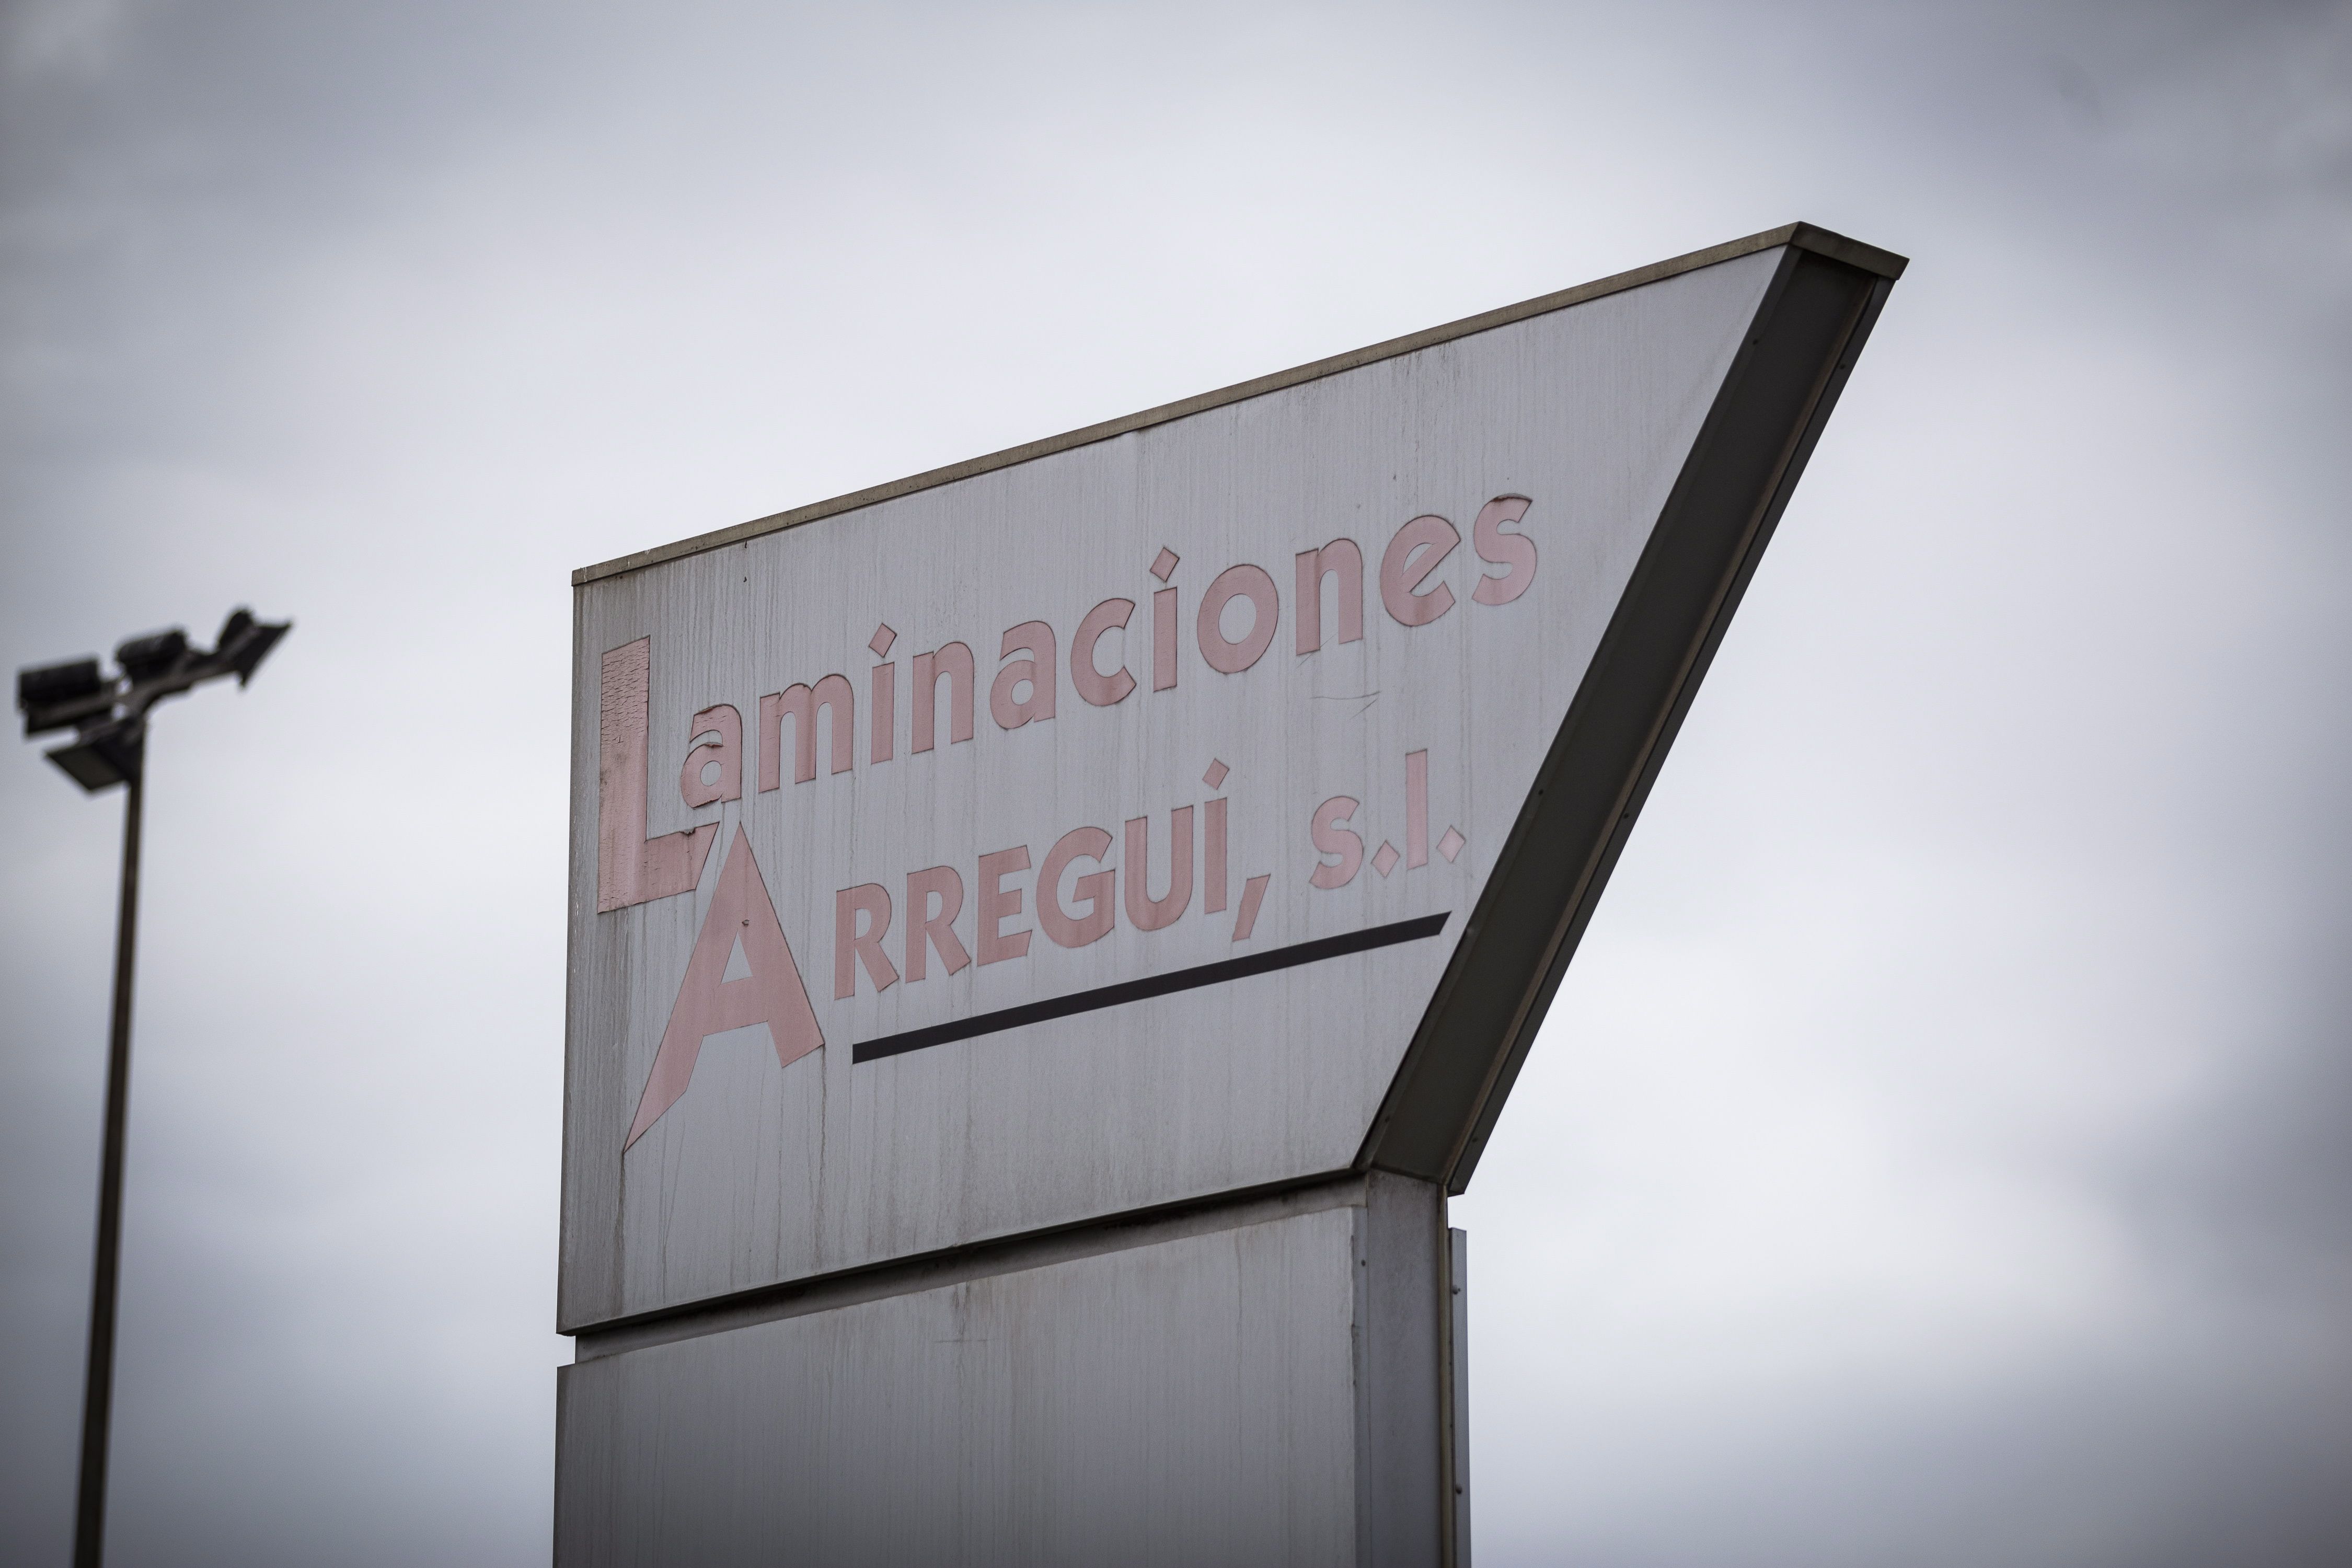 Laminaciones
ARREGUi, s.l.